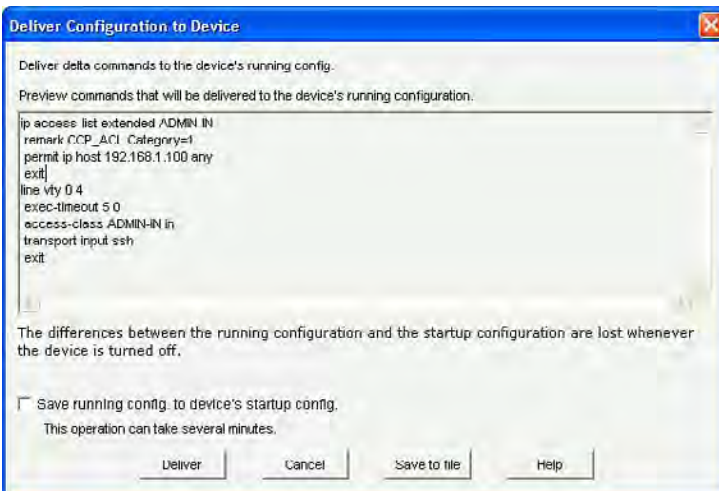 Deliver Configuration to Device
Deliver delta commands to the device's running config.
Preview commands that will be delivered to the device's running configuration.
ip access-list extended ADMIN-IN
remark CCP_ACL Category=1
permit ip host 192.168.1.100 any
exit
line vty 0 4
exec-timeout 5 0
access-class ADMIN-IN in
transport input ssh
exit
The differences between the running configuration and the startup configuration are lost whenever
the device is turned off.
Save running config. to device's startup config.
This operation can take several minutes.
Deliver Cancel Save to file Help